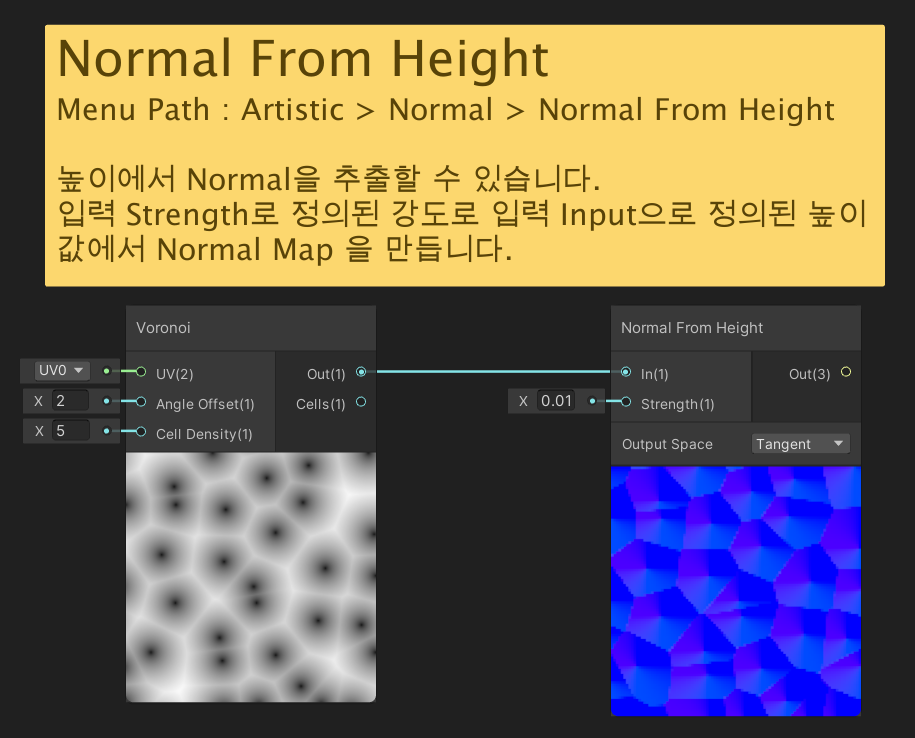 Normal From Height
Menu Path : Artistic > Normal > Normal From Height
높이에서 Normal을 추출할 수 있습니다.
입력 Strength로 정의된 강도로 입력 Input으로 정의된 높이
값에서 Normal Map 을 만듭니다.
Voronoi
UV0
UV(2)
Out(1)
X 2
Angle Offset(1)
Cells(1)
X 5
Cell Density(1)
Normal From Height
In(1)
Out(3)
X 0.01
Strength(1)
Output Space
Tangent